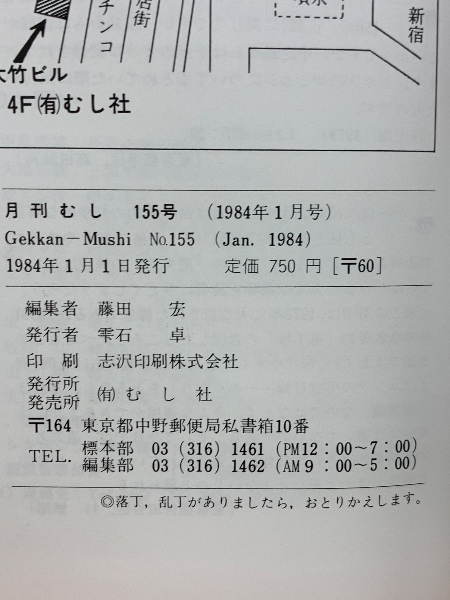 店街
チンコ
噴水
新宿
大竹ビル
4F㈲むし社
月刊むし 155号 (1984年1月号)
Gekkan-Mushi No.155 (Jan. 1984)
1984年1月1日発行 定価 750 円 [〒60]
編集者 藤田 宏
発行者 雫石 卓
印刷 志沢印刷株式会社
発行所
発売所 ㈲ む し 社
〒164 東京都中野郵便局私書箱10番
TEL. 標本部 03 (316) 1461 (PM12:00~7:00)
編集部 03 (316) 1462 (AM9:00~5:00)
◎落丁,乱丁がありましたら,おとりかえします。